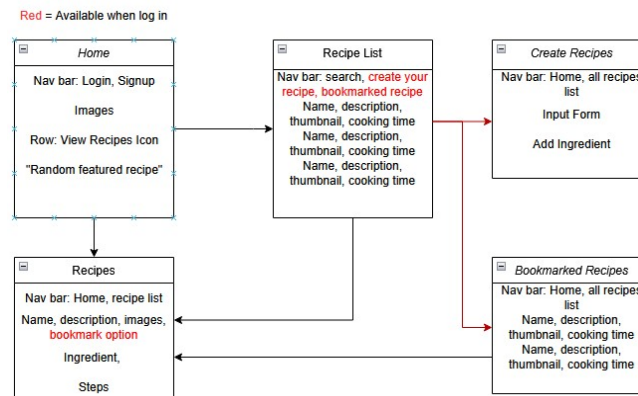 Red = Available when log in
Home
Nav bar: Login, Signup
Images
Row: View Recipes Icon
"Random featured recipe"
Recipe List
Nav bar: search, create your
recipe, bookmarked recipe
Name, description,
thumbnail, cooking time
Name, description,
thumbnail, cooking time
Name, description,
thumbnail, cooking time
Create Recipes
Nav bar: Home, all recipes
list
Input Form
Add Ingredient
Recipes
Nav bar: Home, recipe list
Name, description, images,
bookmark option
Ingredient,
Steps
Bookmarked Recipes
Nav bar: Home, all recipes
list
Name, description,
thumbnail, cooking time
Name, description,
thumbnail, cooking time